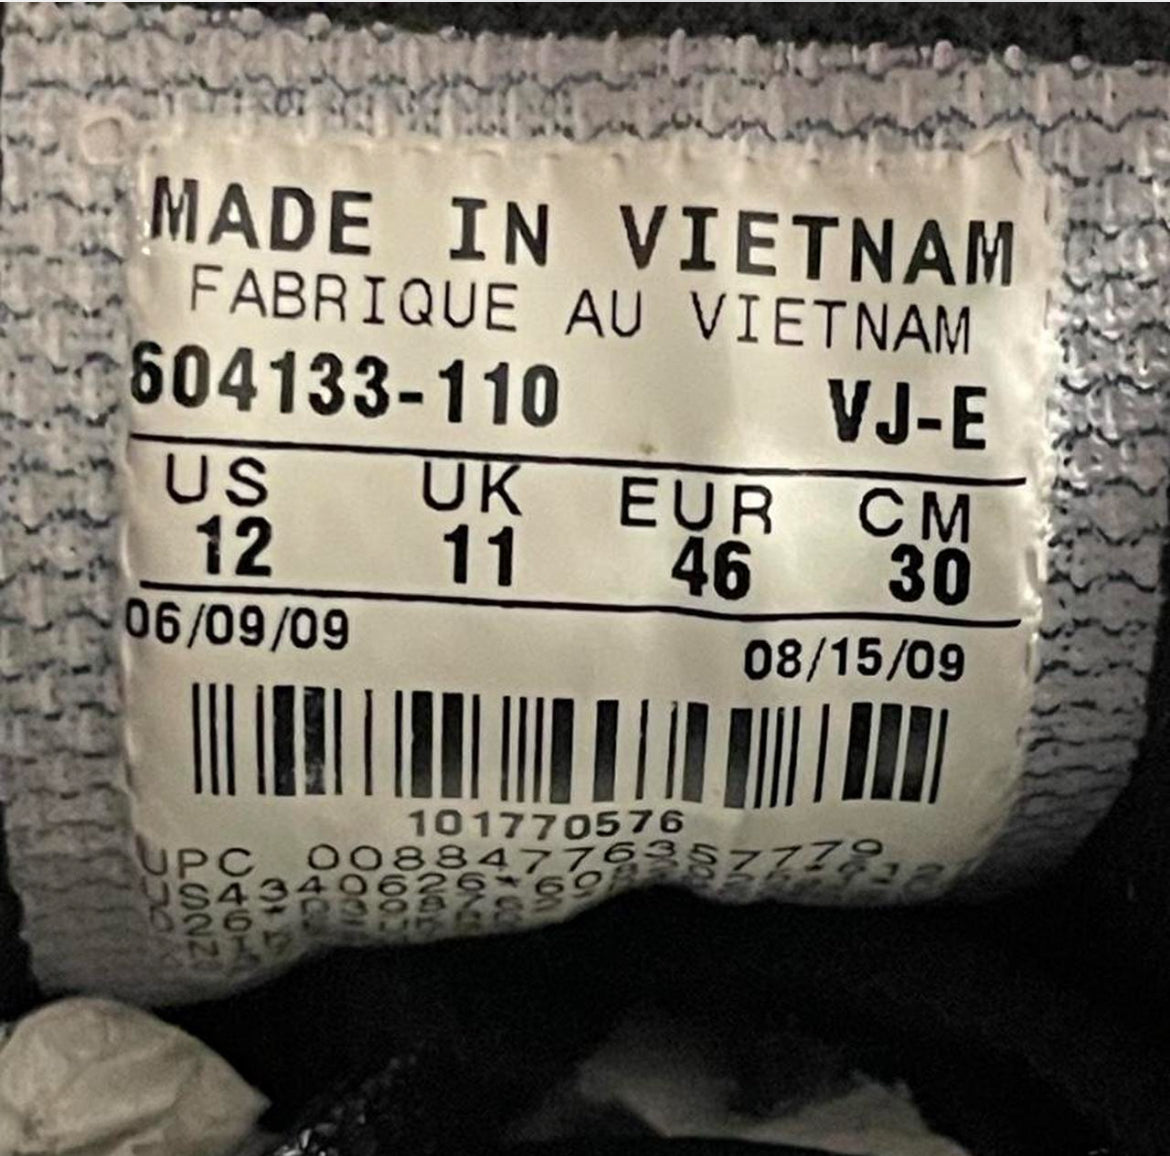 MADE IN VIETNAM
FABRIQUE AU VIETNAM
604133-110 VJ-E
US UK EUR CM
12 11 46 30
06/09/09
08/15/09
101770576
UPC 00884776357779
US4340626*